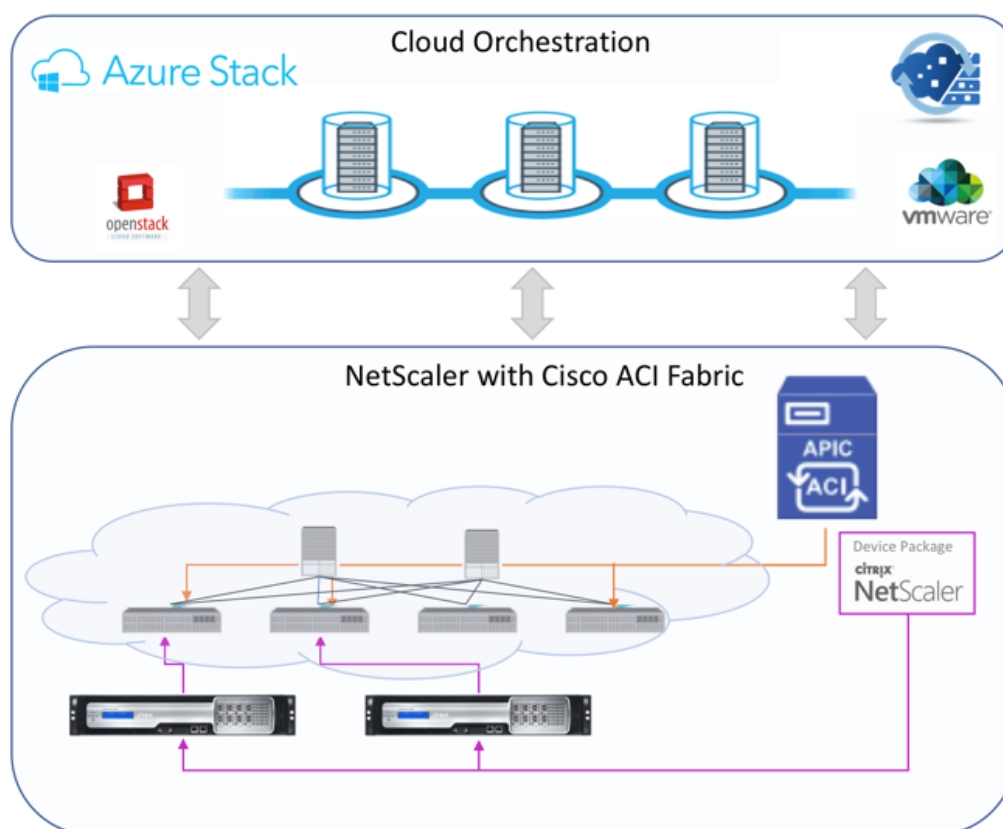 Cloud Orchestration
Azure Stack
openstack
CLOUD SOFTWARE
vmware
NetScaler with Cisco ACI Fabric
APIC
ACI
Device Package
CITRIX
NetScaler